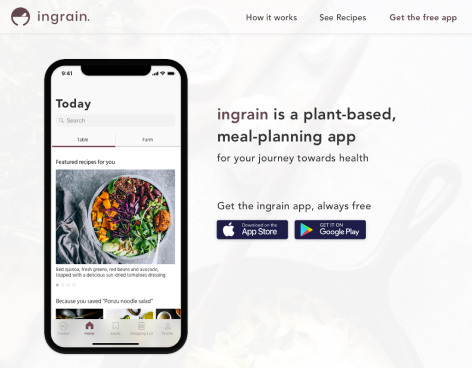 ingrain.
How it works
See Recipes
Get the free app
9:41
Today
Search
Table
Farm
Featured recipes for you
Red quinoa, fresh greens, red beans and avocado,
topped with a delicious sun-dried tomatoes dressing
Because you saved "Ponzu noodle salad"
Home
Shopping List
Profile
ingrain is a plant-based,
meal-planning app
for your journey towards health
Get the ingrain app, always free
Download on the
App Store
GET IT ON
Google Play